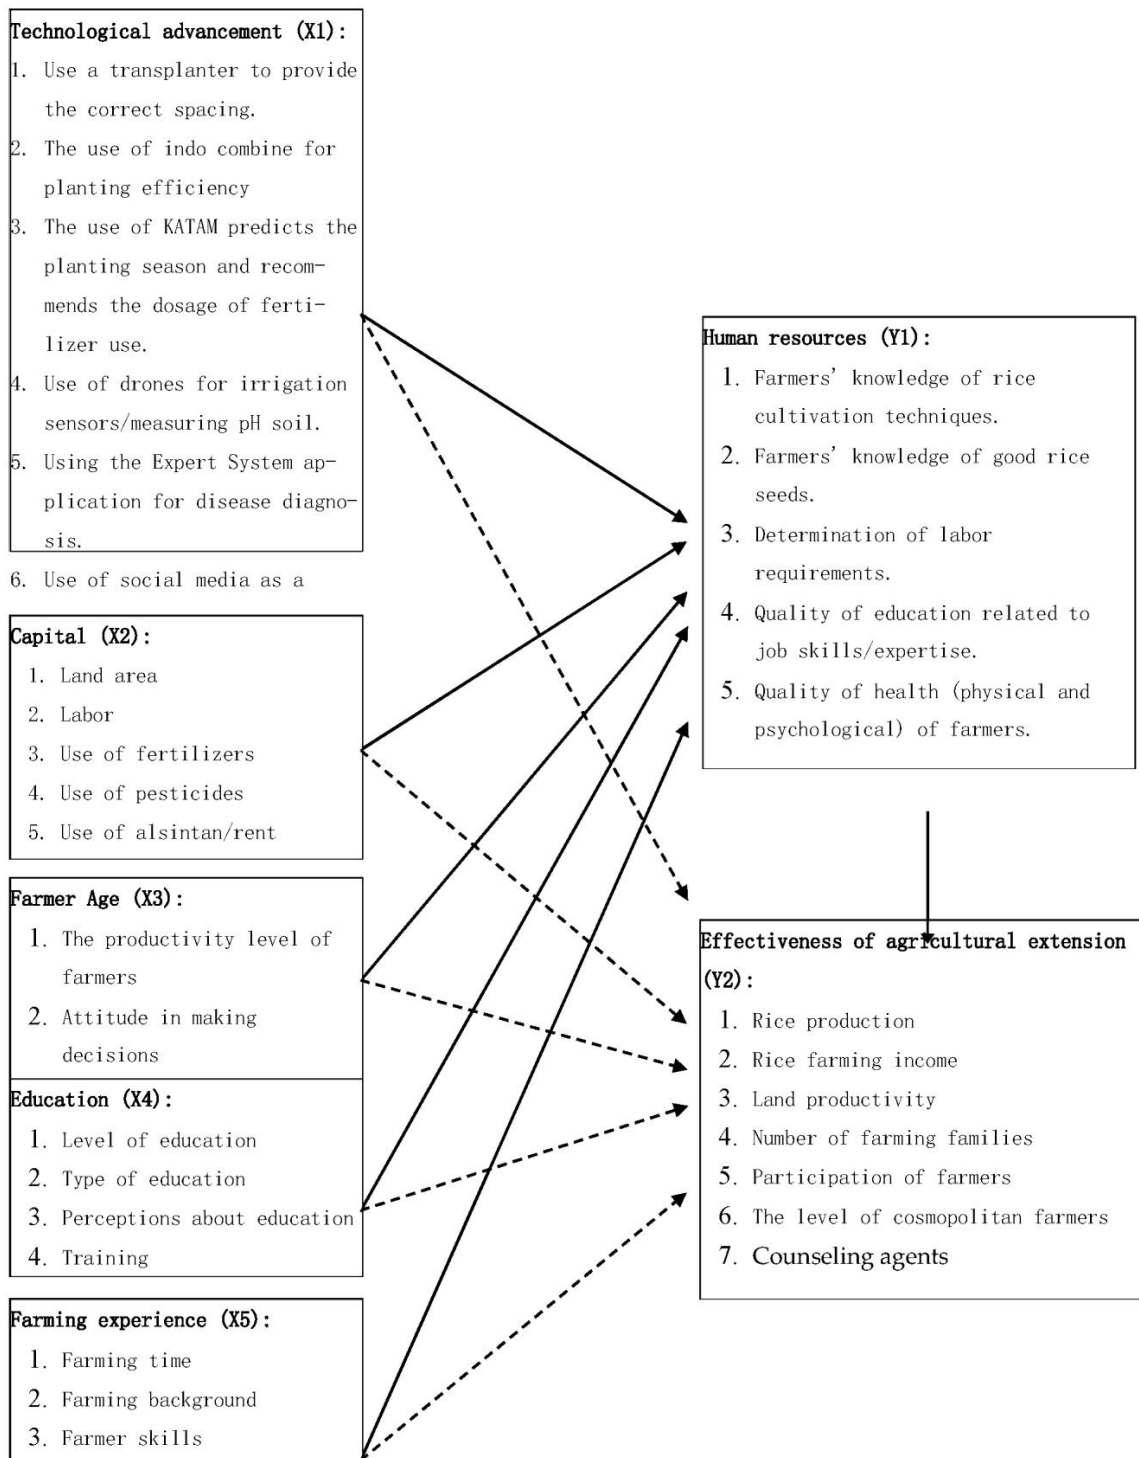 Technological advancement (X1):
1. Use a transplanter to provide
the correct spacing.
2. The use of indo combine for
planting efficiency
3. The use of KATAM predicts the
planting season and recom-
mends the dosage of ferti-
lizer use.
4. Use of drones for irrigation
sensors/measuring pH soil.
5. Using the Expert System ap-
plication for disease diagno-
sis.
6. Use of social media as a
Capital (X2):
1. Land area
2. Labor
3. Use of fertilizers
4. Use of pesticides
5. Use of alsintan/rent
Farmer Age (X3):
1. The productivity level of
farmers
2. Attitude in making
decisions
Education (X4):
1. Level of education
2. Type of education
3. Perceptions about education
4. Training
Farming experience (X5):
1. Farming time
2. Farming background
3. Farmer skills
Human resources (Y1):
1. Farmers' knowledge of rice
cultivation techniques.
2. Farmers' knowledge of good rice
seeds.
3. Determination of labor
requirements.
4. Quality of education related to
job skills/expertise.
5. Quality of health (physical and
psychological) of farmers.
Effectiveness of agricultural extension
(Y2):
1. Rice production
2. Rice farming income
3. Land productivity
4. Number of farming families
5. Participation of farmers
6. The level of cosmopolitan farmers
7. Counseling agents